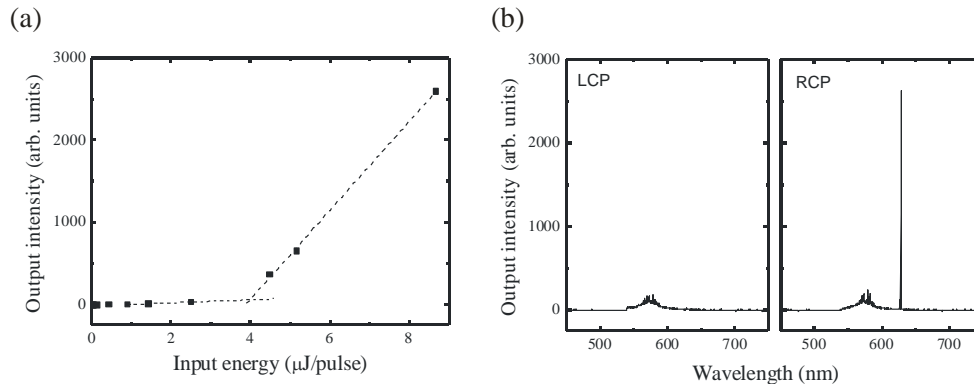 (a)
(b)
3000
2000
1000
0
Output intensity (arb. units)
0 2 4 6 8
Input energy (μJ/pulse)
3000
2000
1000
0
Output intensity (arb. units)
LCP
RCP
500 600 700
500 600 700
Wavelength (nm)